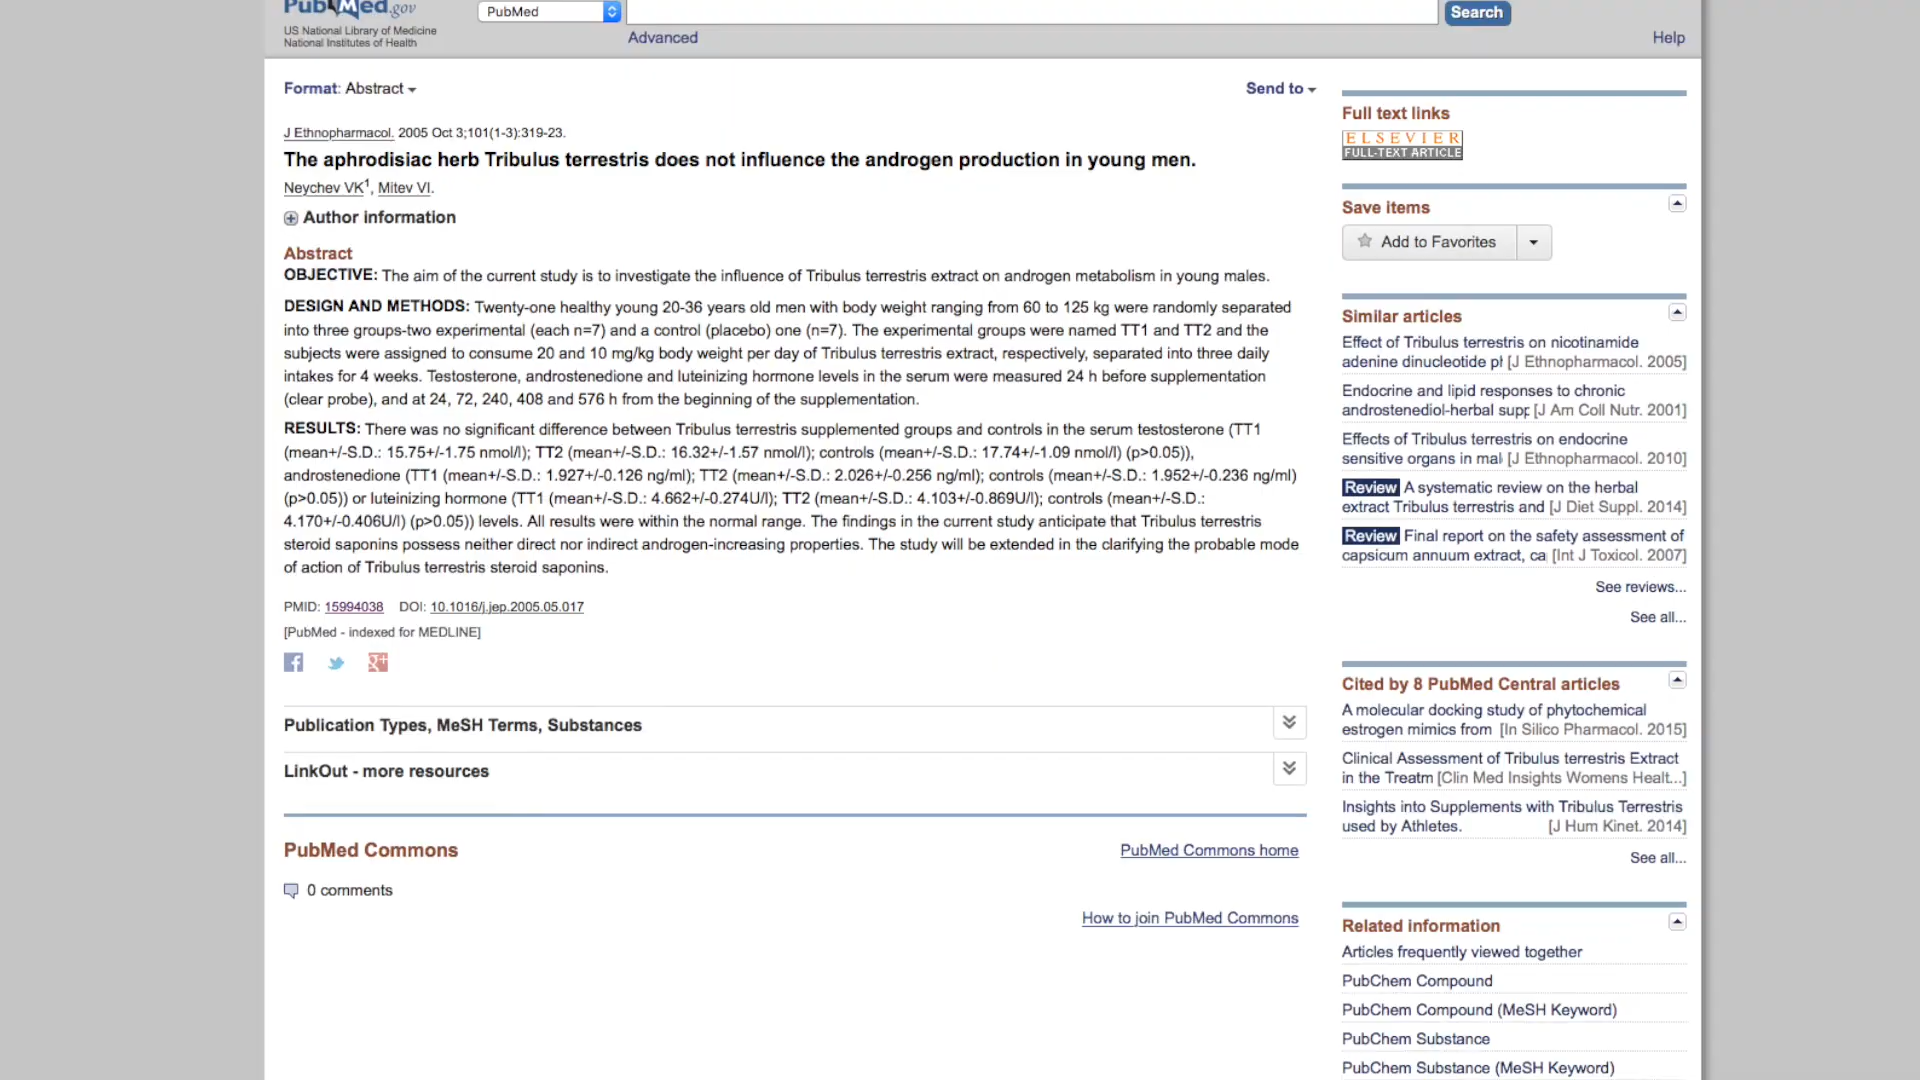 PubMed.gov
US National Library of Medicine
National Institutes of Health
PubMed
Search
Advanced
Help
Format: Abstract
Send to
J Ethnopharmacol. 2005 Oct 3;101(1-3):319-23.
The aphrodisiac herb Tribulus terrestris does not influence the androgen production in young men.
Neychev VK1, Mitev VI.
Author information
Abstract
OBJECTIVE: The aim of the current study is to investigate the influence of Tribulus terrestris extract on androgen metabolism in young males.
DESIGN AND METHODS: Twenty-one healthy young 20-36 years old men with body weight ranging from 60 to 125 kg were randomly separated
into three groups-two experimental (each n=7) and a control (placebo) one (n=7). The experimental groups were named TT1 and TT2 and the
subjects were assigned to consume 20 and 10 mg/kg body weight per day of Tribulus terrestris extract, respectively, separated into three daily
intakes for 4 weeks. Testosterone, androstenedione and luteinizing hormone levels in the serum were measured 24 h before supplementation
(clear probe), and at 24, 72, 240, 408 and 576 h from the beginning of the supplementation.
RESULTS: There was no significant difference between Tribulus terrestris supplemented groups and controls in the serum testosterone (TT1
(mean+/-S.D.: 15.75+/-1.75 nmol/l); TT2 (mean+/-S.D.: 16.32+/-1.57 nmol/l); controls (mean+/-S.D.: 17.74+/-1.09 nmol/l) (p>0.05)),
androstenedione (TT1 (mean+/-S.D.: 1.927+/-0.126 ng/ml); TT2 (mean+/-S.D.: 2.026+/-0.256 ng/ml); controls (mean+/-S.D.: 1.952+/-0.236 ng/ml)
(p>0.05)) or luteinizing hormone (TT1 (mean+/-S.D.: 4.662+/-0.274U/l); TT2 (mean+/-S.D.: 4.103+/-0.869U/l); controls (mean+/-S.D.:
4.170+/-0.406U/l) (p>0.05)) levels. All results were within the normal range. The findings in the current study anticipate that Tribulus terrestris
steroid saponins possess neither direct nor indirect androgen-increasing properties. The study will be extended in the clarifying the probable mode
of action of Tribulus terrestris steroid saponins.
PMID: 15994038 DOI: 10.1016/j.jep.2005.05.017
[PubMed - indexed for MEDLINE]
Publication Types, MeSH Terms, Substances
LinkOut - more resources
PubMed Commons
PubMed Commons home
0 comments
How to join PubMed Commons
Full text links
ELSEVIER
FULL-TEXT ARTICLE
Save items
Add to Favorites
Similar articles
Effect of Tribulus terrestris on nicotinamide
adenine dinucleotide pl [J Ethnopharmacol. 2005]
Endocrine and lipid responses to chronic
androstenediol-herbal supp [J Am Coll Nutr. 2001]
Effects of Tribulus terrestris on endocrine
sensitive organs in mal [J Ethnopharmacol. 2010]
Review A systematic review on the herbal
extract Tribulus terrestris and [J Diet Suppl. 2014]
Review Final report on the safety assessment of
capsicum annuum extract, ca [Int J Toxicol. 2007]
See reviews...
See all...
Cited by 8 PubMed Central articles
A molecular docking study of phytochemical
estrogen mimics from [In Silico Pharmacol. 2015]
Clinical Assessment of Tribulus terrestris Extract
in the Treatm [Clin Med Insights Womens Healt...]
Insights into Supplements with Tribulus Terrestris
used by Athletes. [J Hum Kinet. 2014]
See all...
Related information
Articles frequently viewed together
PubChem Compound
PubChem Compound (MeSH Keyword)
PubChem Substance
PubChem Substance (MeSH Keyword)